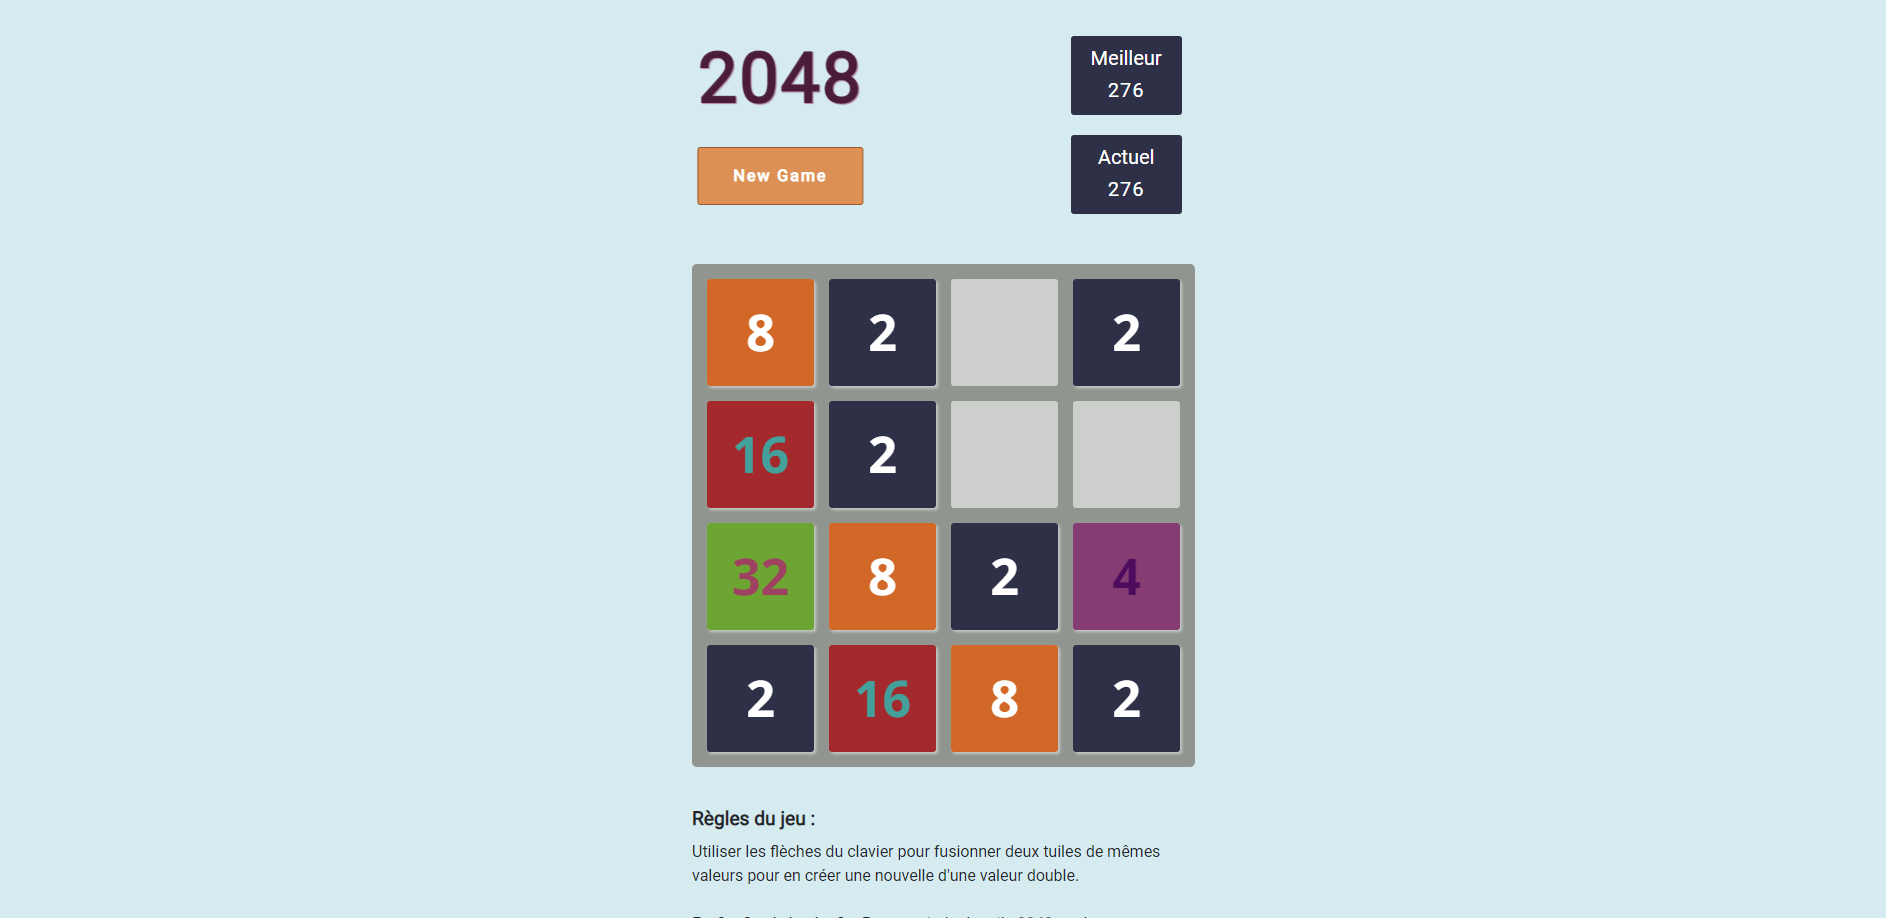 2048
Meilleur
276
New Game
Actuel
276
8 2 2
16 2
32 8 2 4
2 16 8 2
Règles du jeu :
Utiliser les flèches du clavier pour fusionner deux tuiles de mêmes
valeurs pour en créer une nouvelle d'une valeur double.